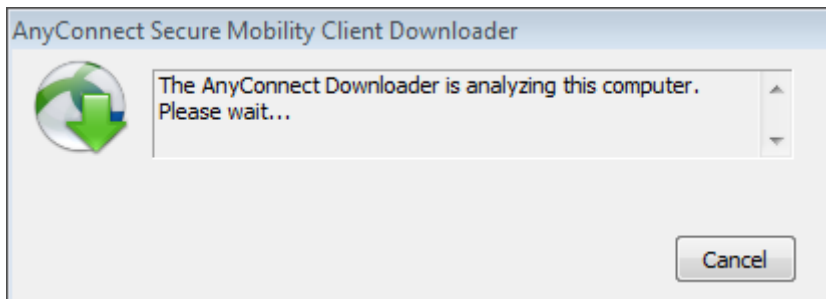 AnyConnect Secure Mobility Client Downloader
The AnyConnect Downloader is analyzing this computer.
Please wait...
Cancel